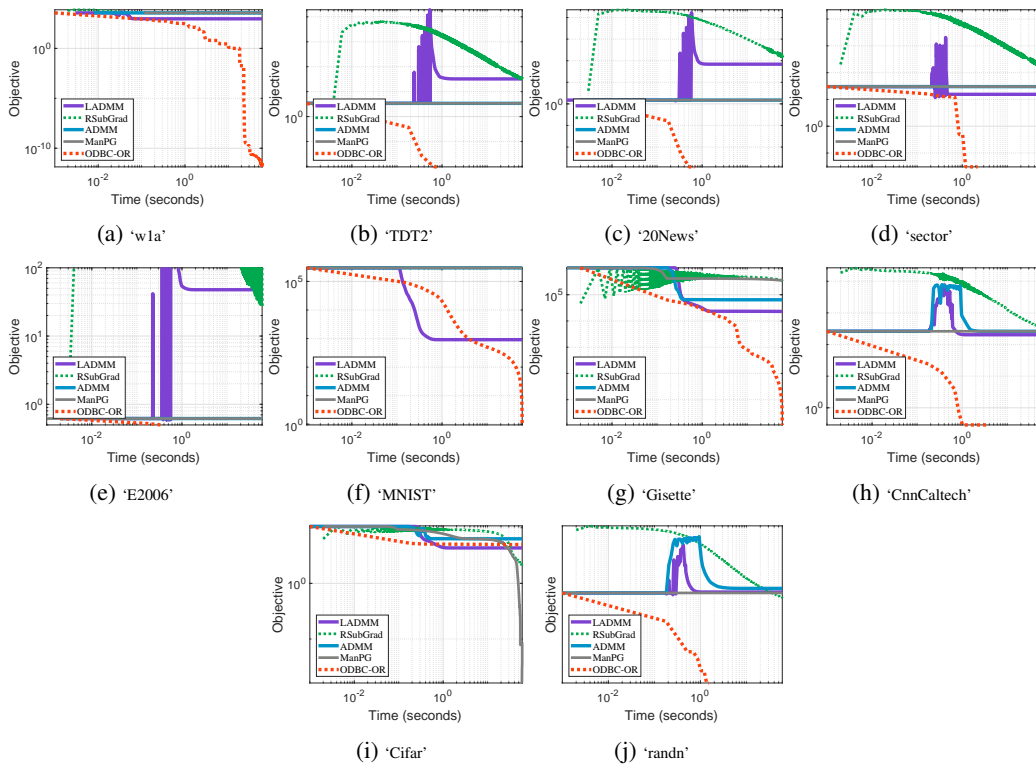 Objective
10^0
10^-10
LADMM
RSubGrad
ADMM
ManPG
ODBC-OR
10^-2 10^0
Time (seconds)
(a) ‘w1a’
Objective
10^0
LADMM
RSubGrad
ADMM
ManPG
ODBC-OR
10^-2 10^0
Time (seconds)
(b) ‘TDT2’
Objective
10^0
LADMM
RSubGrad
ADMM
ManPG
ODBC-OR
10^-2 10^0
Time (seconds)
(c) ‘20News’
Objective
10^0
LADMM
RSubGrad
ADMM
ManPG
ODBC-OR
10^-2 10^0
Time (seconds)
(d) ‘sector’
Objective
10^2
10^1
10^0
LADMM
RSubGrad
ADMM
ManPG
ODBC-OR
10^-2 10^0
Time (seconds)
(e) ‘E2006’
Objective
10^5
10^0
LADMM
RSubGrad
ADMM
ManPG
ODBC-OR
10^-2 10^0
Time (seconds)
(f) ‘MNIST’
Objective
10^5
LADMM
RSubGrad
ADMM
ManPG
ODBC-OR
10^-2 10^0
Time (seconds)
(g) ‘Gisette’
Objective
10^0
LADMM
RSubGrad
ADMM
ManPG
ODBC-OR
10^-2 10^0
Time (seconds)
(h) ‘CnnCaltech’
Objective
10^0
LADMM
RSubGrad
ADMM
ManPG
ODBC-OR
10^-2 10^0
Time (seconds)
(i) ‘Cifar’
Objective
LADMM
RSubGrad
ADMM
ManPG
ODBC-OR
10^-2 10^0
Time (seconds)
(j) ‘randn’